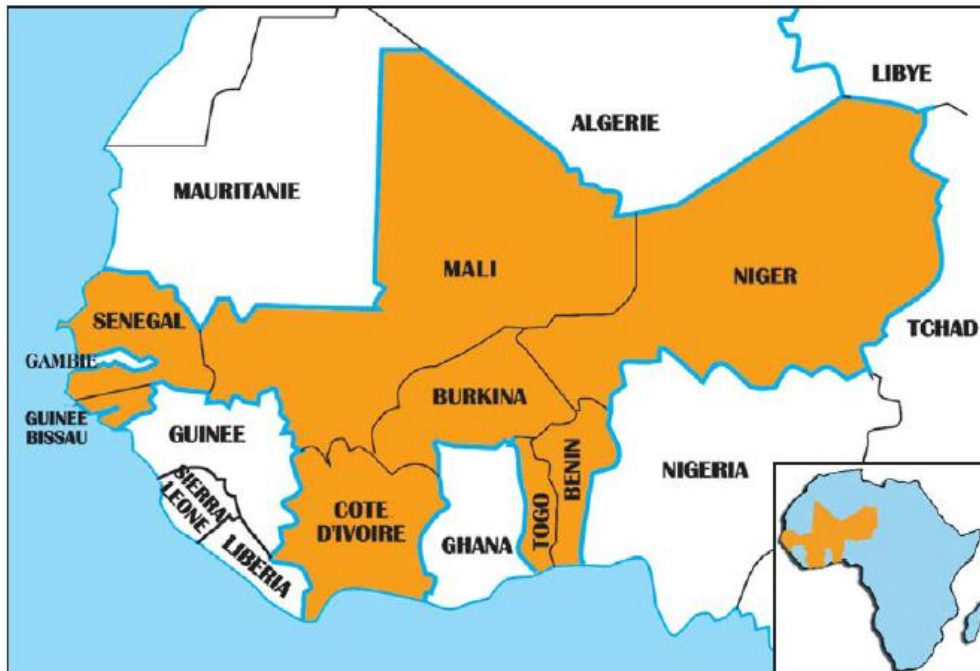 LIBYE
ALGERIE
MAURITANIE
MALI
NIGER
SENEGAL
TCHAD
GAMBIE
BURKINA
GUINEE
BISSAU
GUINEE
BENIN
NIGERIA
SIERRA
LEONE
COTE
D'IVOIRE
TOGO
GHANA
LIBERIA